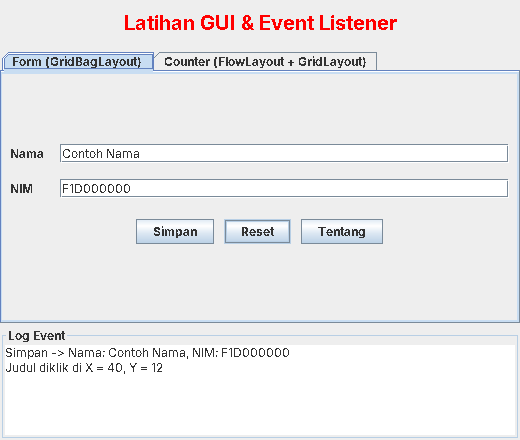 Latihan GUI & Event Listener
Form (GridBagLayout) Counter (FlowLayout + GridLayout)
Nama Contoh Nama
NIM F1D000000
Simpan Reset Tentang
Log Event
Simpan -> Nama: Contoh Nama, NIM: F1D000000
Judul diklik di X = 40, Y = 12